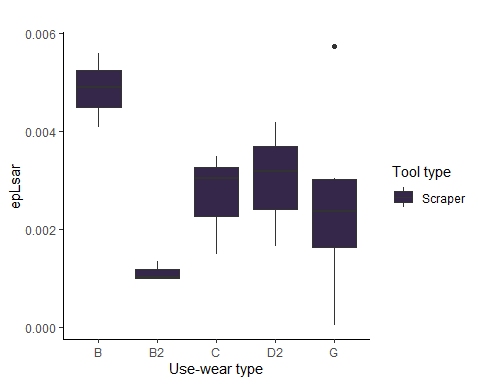 0.006
0.004
0.002
0.000
epLsar
B
B2
C
D2
G
Use-wear type
Tool type
Scraper